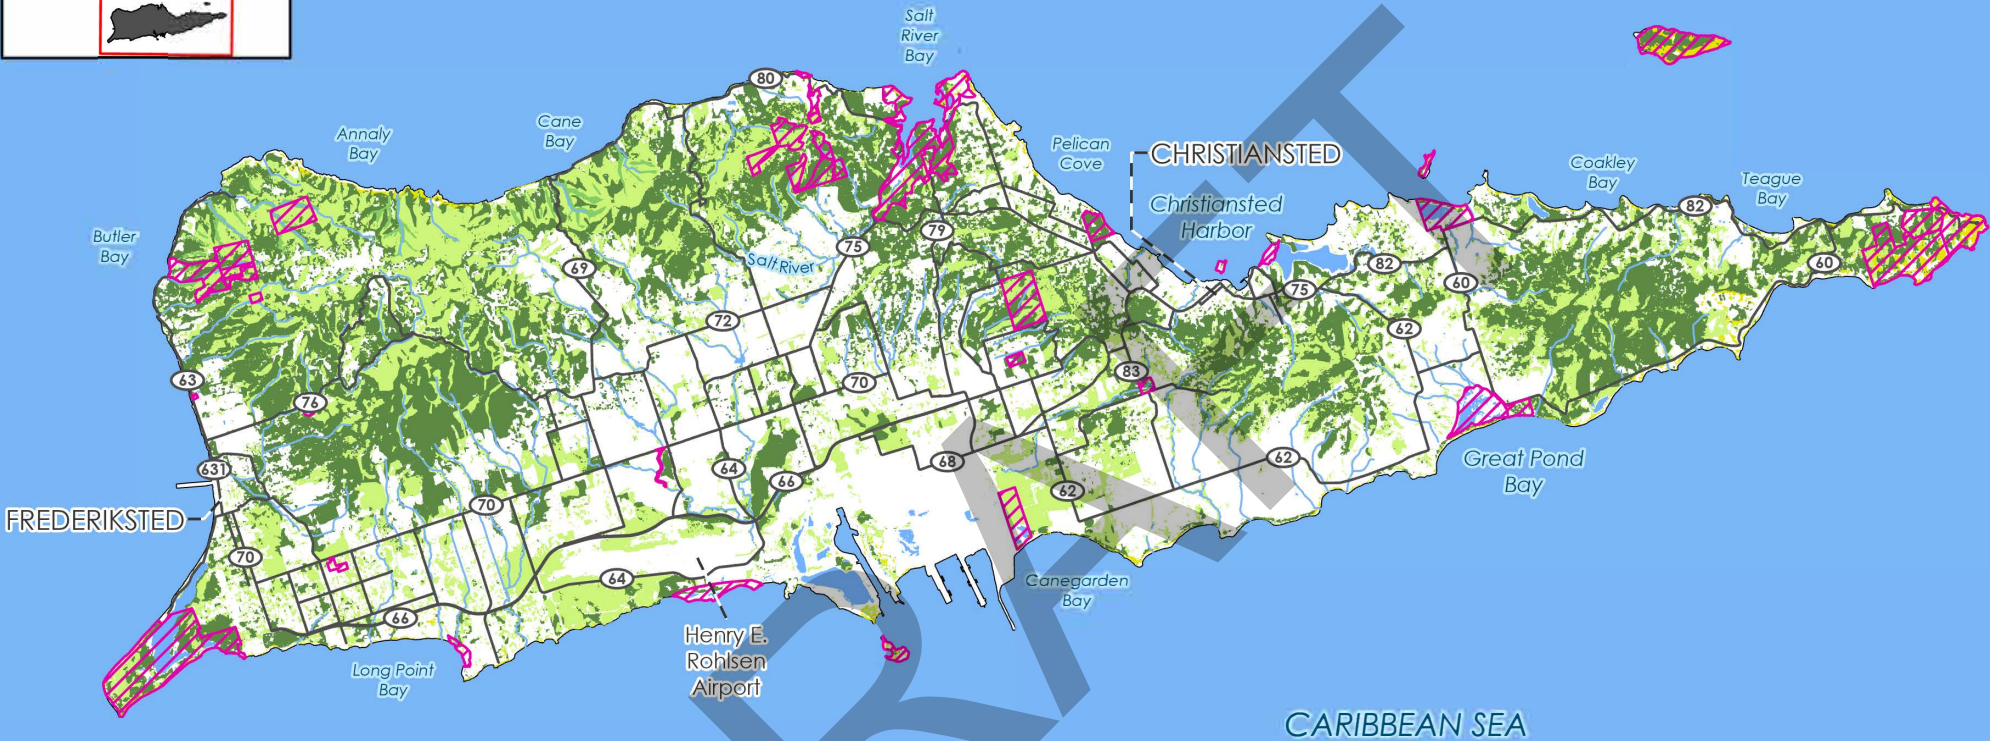 Salt
River
Bay
80
Annaly
Bay
Cane
Bay
Pelican
Cove
CHRISTIANSTED
Coakley
Bay
Teague
Bay
Christiansted
Harbor
82
Butler
Bay
79
75
Salt River
69
82
60
60
75
72
62
63
70
83
76
631
64
66
68
62
62
Great Pond
Bay
70
FREDERIKSTED
70
64
Canegarden
Bay
66
Henry E.
Rohlsen
Airport
Long Point
Bay
CARIBBEAN SEA
DRAFT